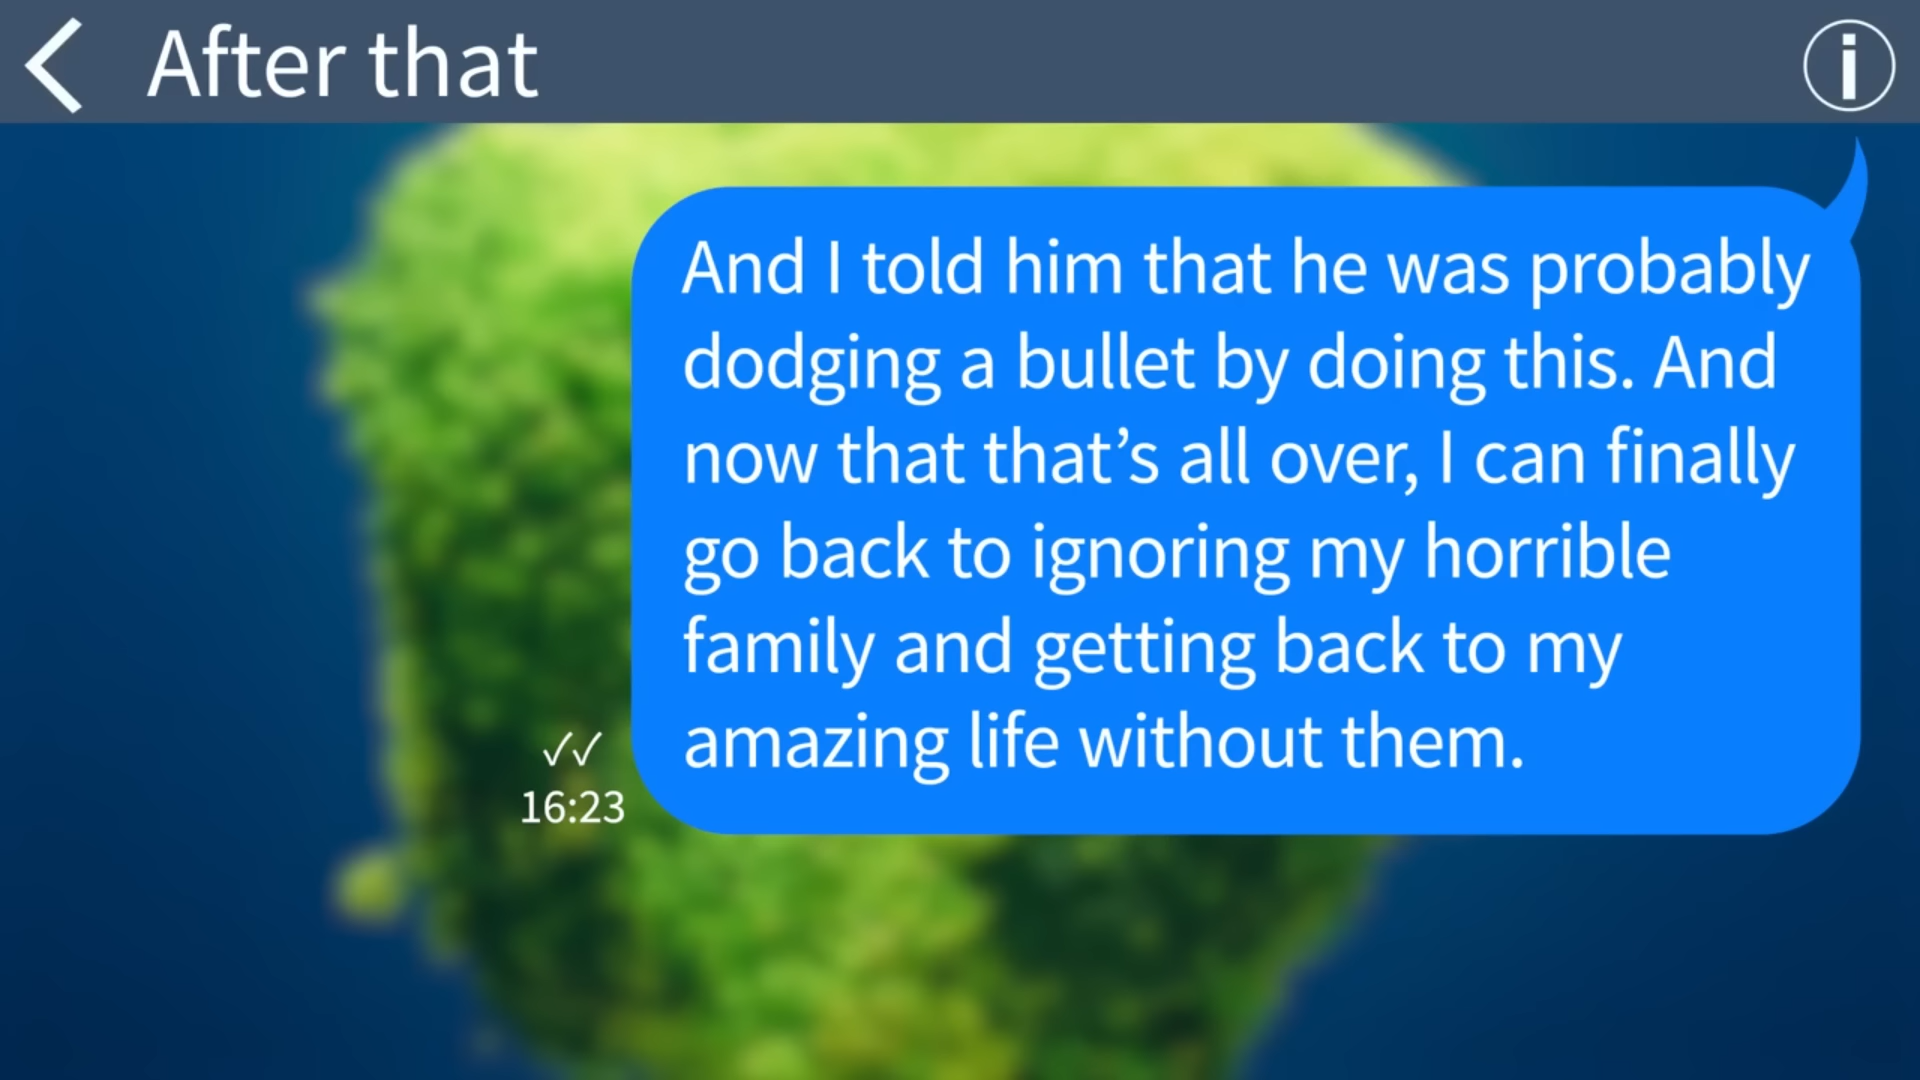 After that
And I told him that he was probably
dodging a bullet by doing this. And
now that that’s all over, I can finally
go back to ignoring my horrible
family and getting back to my
amazing life without them.
✓✓
16:23